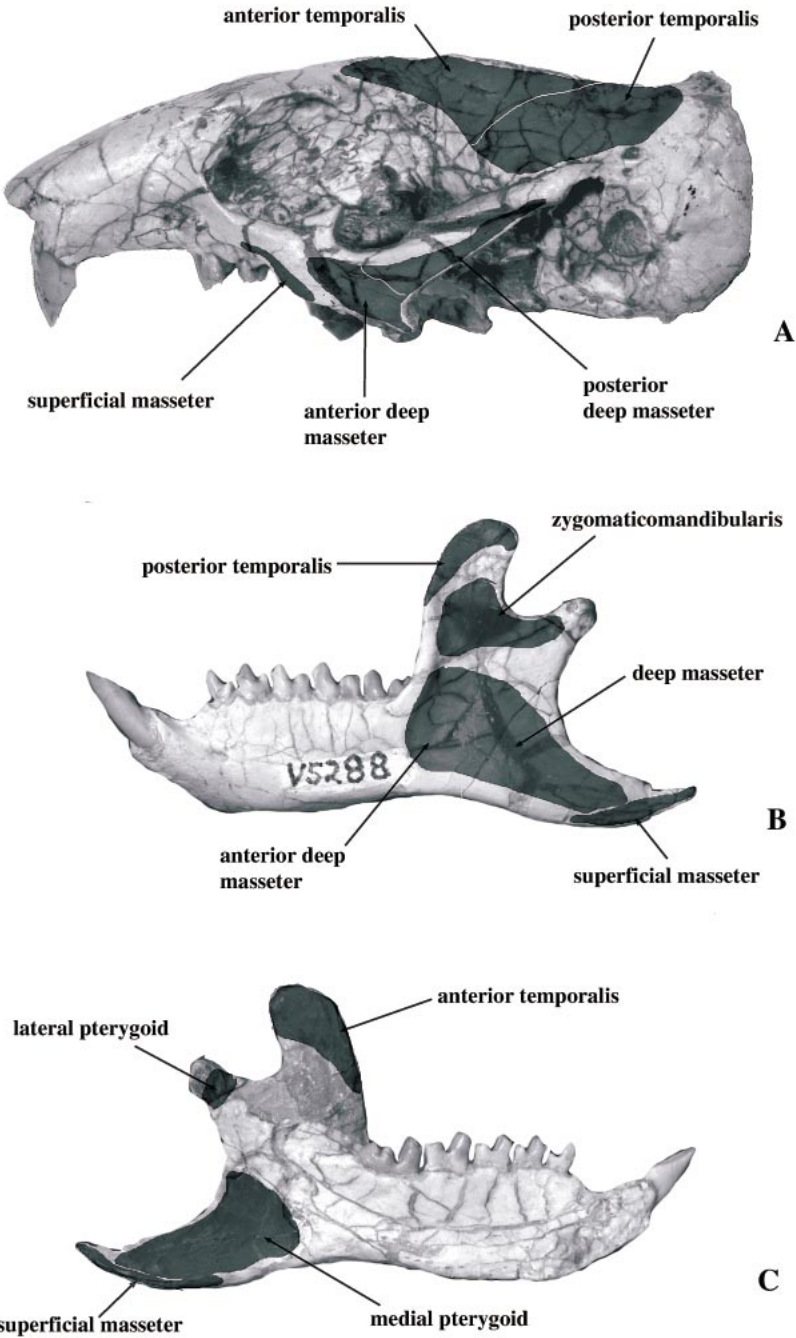 anterior temporalis
posterior temporalis
superficial masseter
anterior deep
masseter
posterior
deep masseter
A
zygomaticomandibularis
posterior temporalis
deep masseter
V5288
anterior deep
masseter
superficial masseter
B
anterior temporalis
lateral pterygoid
superficial masseter
medial pterygoid
C